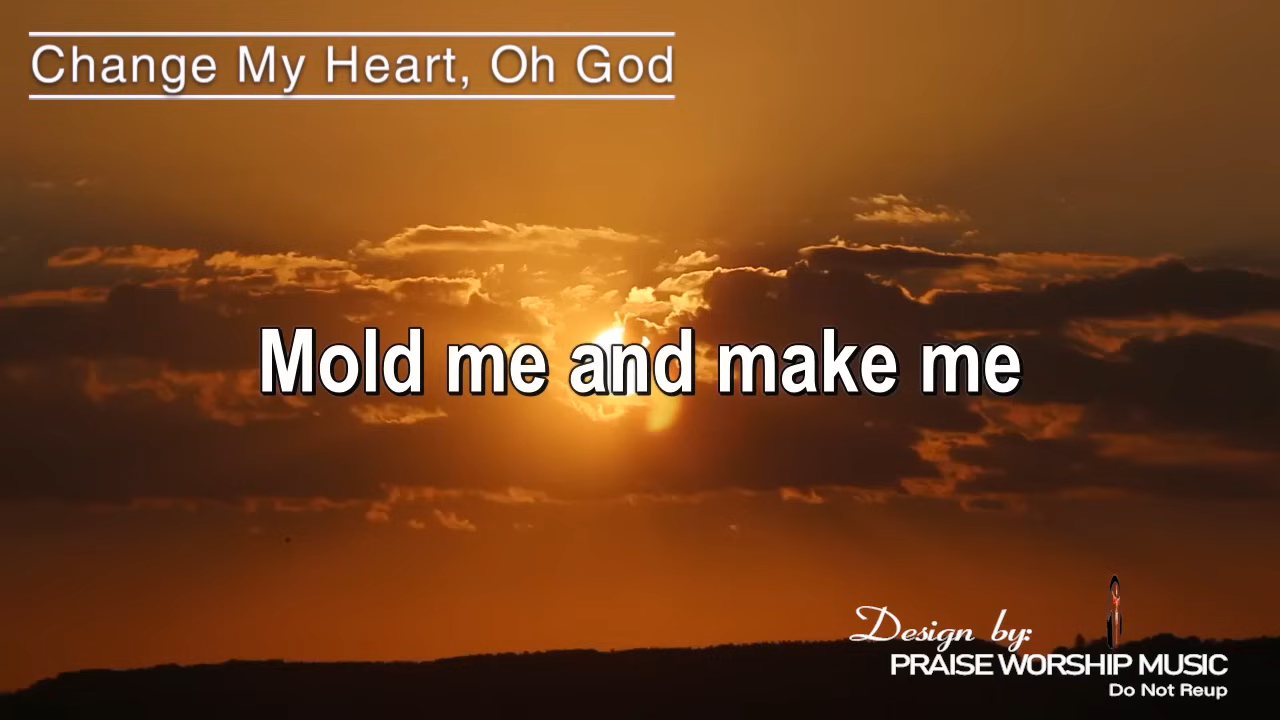 Change My Heart, Oh God
Mold me and make me
Design by:
PRAISE WORSHIP MUSIC
Do Not Reup